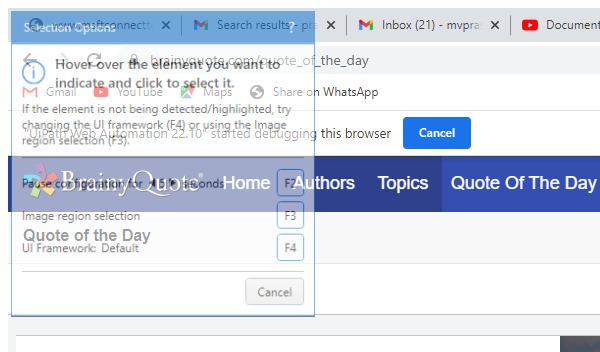 Selection Options ?
www.msftconnectt
Search results - pra
Inbox (21) - mvpras
Document
brainyquote.com/quote_of_the_day
Hover over the element you want to
indicate and click to select it.
Gmail YouTube Maps Share on WhatsApp
If the element is not being detected/highlighted, try
changing the UI framework (F4) or using the Image
region selection (F3).
"UiPath Web Automation 22.10" started debugging this browser Cancel
BrainyQuote Home Authors Topics Quote Of The Day
Pause configuration for seconds F2
Image region selection F3
Quote of the Day
UI Framework: Default F4
Cancel